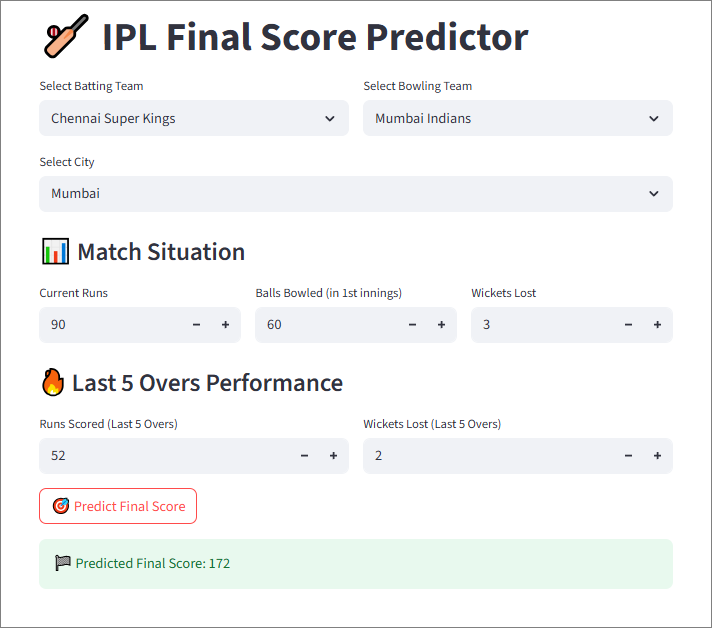 IPL Final Score Predictor
Select Batting Team Select Bowling Team
Chennai Super Kings Mumbai Indians
Select City
Mumbai
Match Situation
Current Runs Balls Bowled (in 1st innings) Wickets Lost
90 − + 60 − + 3 − +
Last 5 Overs Performance
Runs Scored (Last 5 Overs) Wickets Lost (Last 5 Overs)
52 − + 2 − +
Predict Final Score
Predicted Final Score: 172